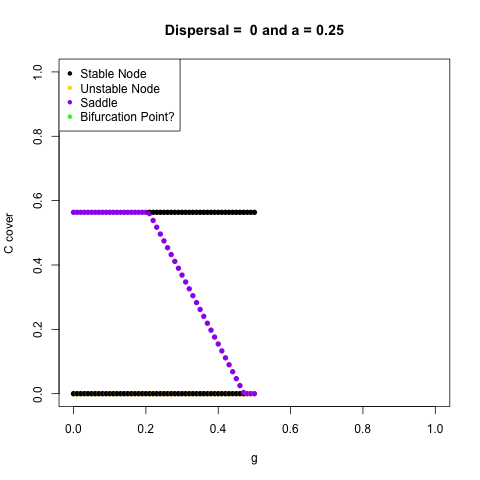 Dispersal =  0 and a = 0.25
Stable Node
Unstable Node
Saddle
Bifurcation Point?
C cover
1.0
0.8
0.6
0.4
0.2
0.0
0.0 0.2 0.4 0.6 0.8 1.0
g